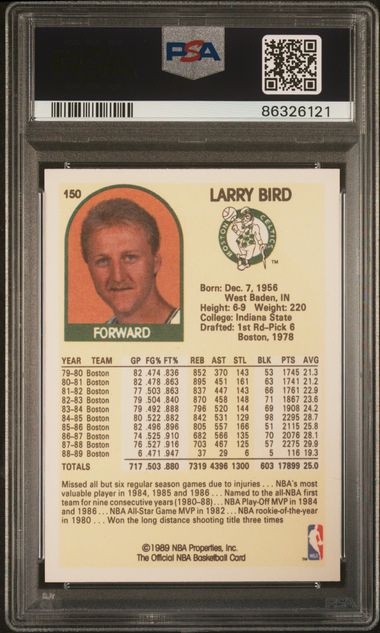 PSA
86326121
150
LARRY BIRD
BOSTON CELTICS
TM
FORWARD
Born: Dec. 7, 1956
West Baden, IN
Height: 6-9 Weight: 220
College: Indiana State
Drafted: 1st Rd-Pick 6
Boston, 1978
YEAR TEAM GP FG% FT% REB AST STL BLK PTS AVG
79-80 Boston 82 .474 .836 852 370 143 53 1745 21.3
80-81 Boston 82 .478 .863 895 451 161 63 1741 21.2
81-82 Boston 77 .503 .863 837 447 143 66 1761 22.9
82-83 Boston 79 .504 .840 870 458 148 71 1867 23.6
83-84 Boston 79 .492 .888 796 520 144 69 1908 24.2
84-85 Boston 80 .522 .882 842 531 129 98 2295 28.7
85-86 Boston 82 .496 .896 805 557 166 51 2115 25.8
86-87 Boston 74 .525 .910 682 566 135 70 2076 28.1
87-88 Boston 76 .527 .916 703 467 125 57 2275 29.9
88-89 Boston 6 .471 .947 37 29 6 5 116 19.3
TOTALS 717 .503 .880 7319 4396 1300 603 17899 25.0
Missed all but six regular season games due to injuries . . . NBA's most
valuable player in 1984, 1985 and 1986 . . . Named to the all-NBA first
team for nine consecutive years (1980–88) . . . NBA Play-Off MVP in 1984
and 1986 . . . NBA All-Star Game MVP in 1982 . . . NBA rookie-of-the-year
in 1980 . . . Won the long distance shooting title three times
©1989 NBA Properties, Inc.
The Official NBA Basketball Card
NBA